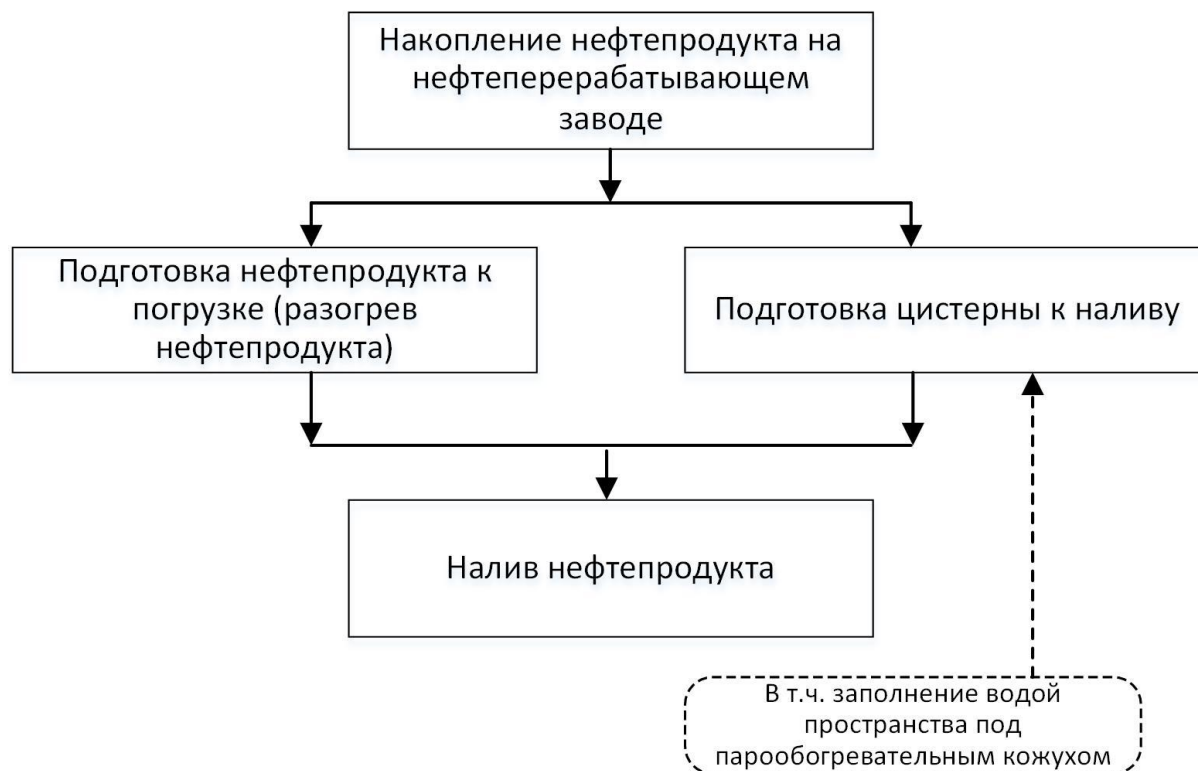 Накопление нефтепродукта на
нефтеперерабатывающем
заводе
Подготовка нефтепродукта к
погрузке (разогрев
нефтепродукта)
Подготовка цистерны к наливу
Налив нефтепродукта
В т.ч. заполнение водой
пространства под
парообогревательным кожухом